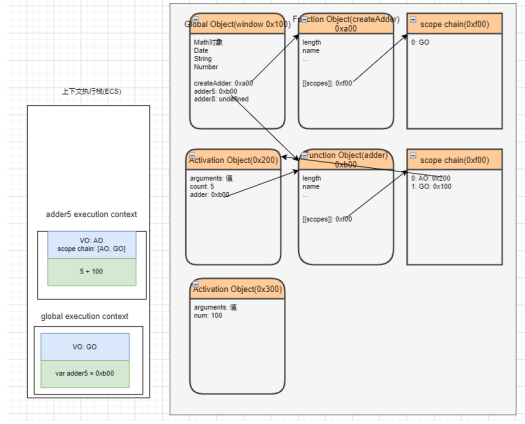 上下文执行栈(ECS)
adder5 execution context
VO: AO
scope chain: [AO, GO]
5 + 100
global execution context
VO: GO
var adder5 = 0xb00
Global Object(window 0x100)
Math对象
Date
String
Number
createAdder: 0xa00
adder5: 0xb00
adder8: undefined
Function Object(createAdder)
0xa00
length
name
...
[[scopes]]: 0xf00
scope chain(0xf00)
0: GO
Activation Object(0x200)
arguments: 值
count: 5
adder: 0xb00
Function Object(adder)
0xb00
length
name
...
[[scopes]]: 0xf00
scope chain(0xf00)
0: AO: 0x200
1: GO: 0x100
Activation Object(0x300)
arguments: 值
num: 100